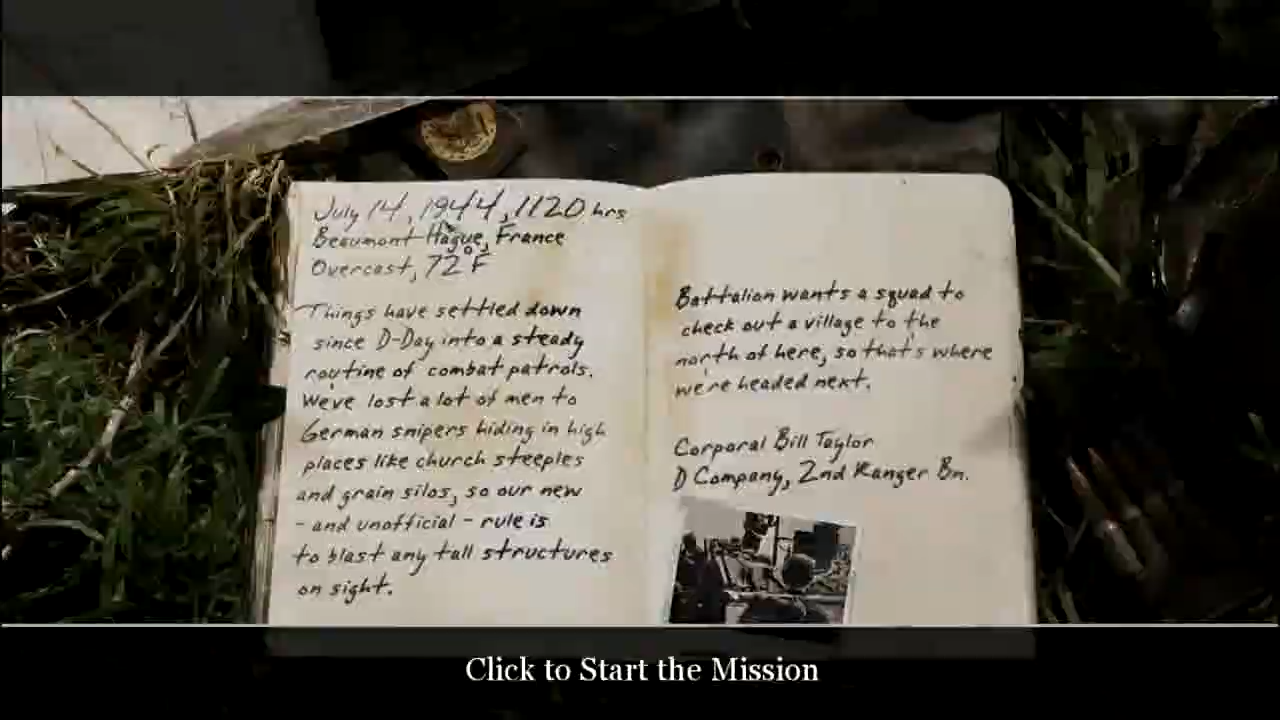 July 14, 1944, 1120 hrs
Beaumont-Hague, France
Overcast, 72°F
Things have settled down
since D-Day into a steady
routine of combat patrols.
We've lost a lot of men to
German snipers hiding in high
places like church steeples
and grain silos, so our new
- and unofficial - rule is
to blast any tall structures
on sight.
Battalion wants a squad to
check out a village to the
north of here, so that's where
we're headed next.
Corporal Bill Taylor
D Company, 2nd Ranger Bn.
Click to Start the Mission